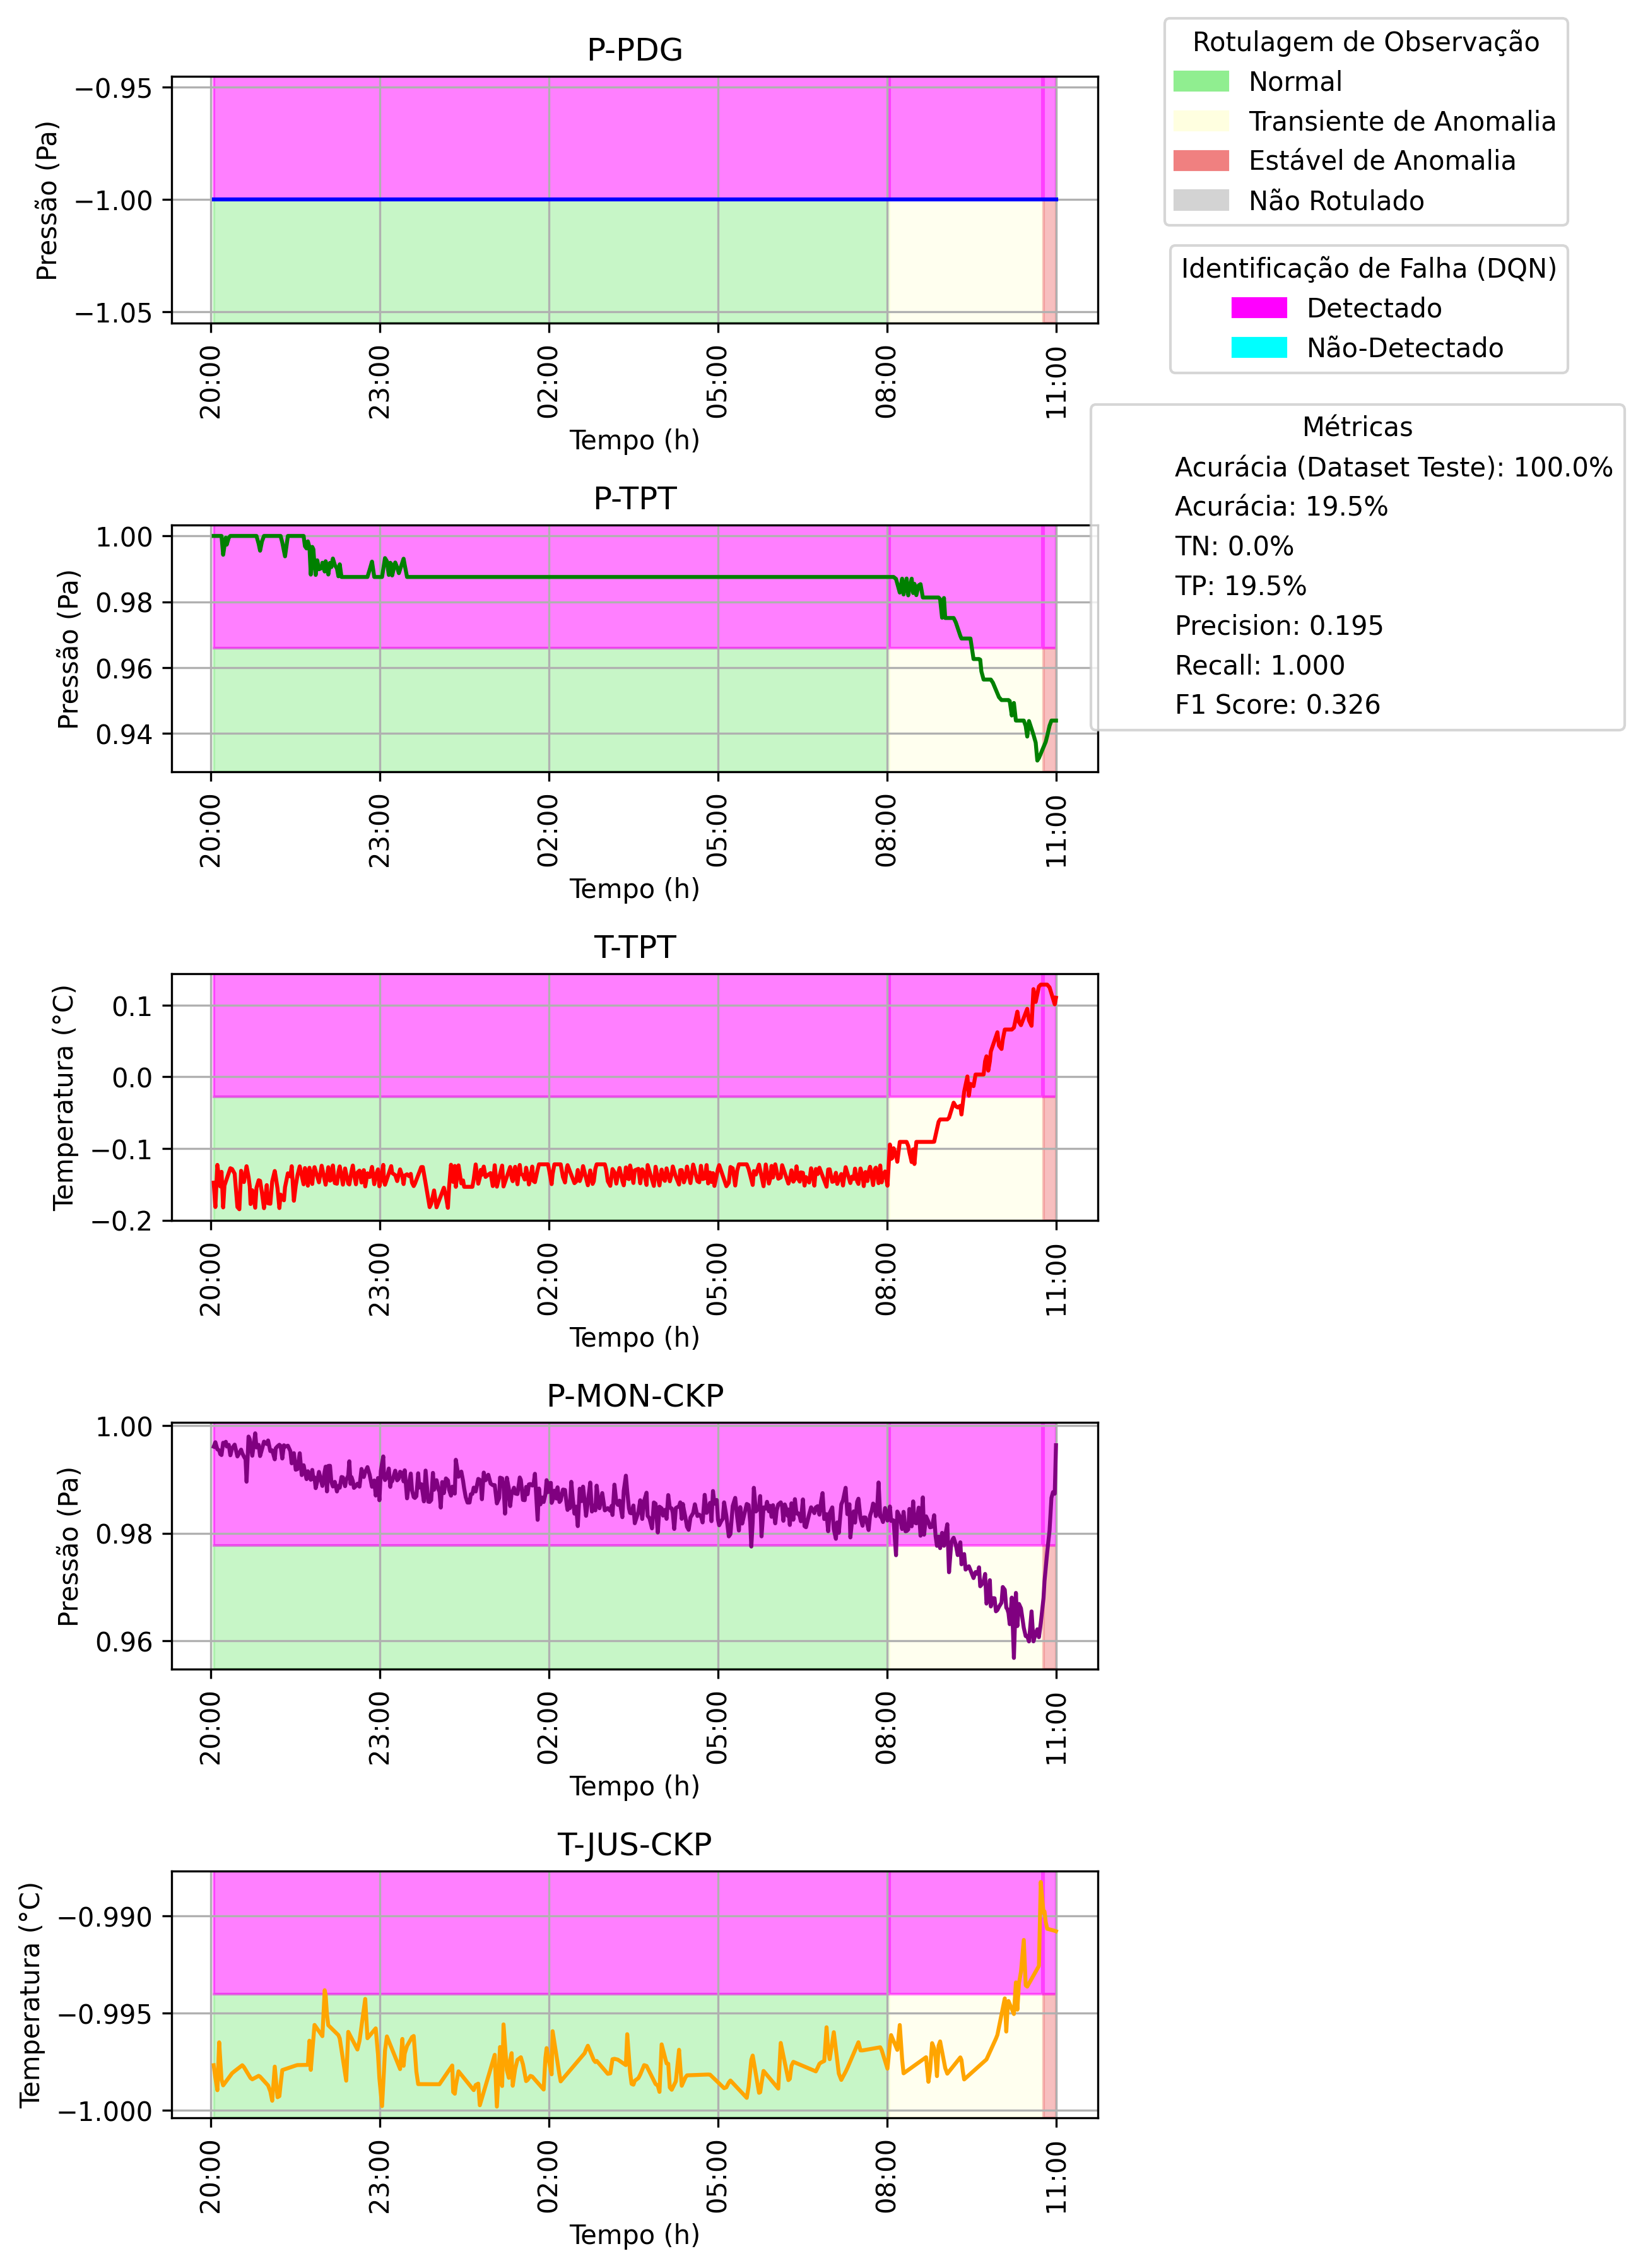 P-PDG
Pressão (Pa)
−0.95
−1.00
−1.05
20:00
23:00
02:00
05:00
08:00
11:00
Tempo (h)
Rotulagem de Observação
Normal
Transiente de Anomalia
Estável de Anomalia
Não Rotulado
Identificação de Falha (DQN)
Detectado
Não-Detectado
Métricas
Acurácia (Dataset Teste): 100.0%
Acurácia: 19.5%
TN: 0.0%
TP: 19.5%
Precision: 0.195
Recall: 1.000
F1 Score: 0.326
P-TPT
Pressão (Pa)
1.00
0.98
0.96
0.94
20:00
23:00
02:00
05:00
08:00
11:00
Tempo (h)
T-TPT
Temperatura (°C)
0.1
0.0
−0.1
−0.2
20:00
23:00
02:00
05:00
08:00
11:00
Tempo (h)
P-MON-CKP
Pressão (Pa)
1.00
0.98
0.96
20:00
23:00
02:00
05:00
08:00
11:00
Tempo (h)
T-JUS-CKP
Temperatura (°C)
−0.990
−0.995
−1.000
20:00
23:00
02:00
05:00
08:00
11:00
Tempo (h)